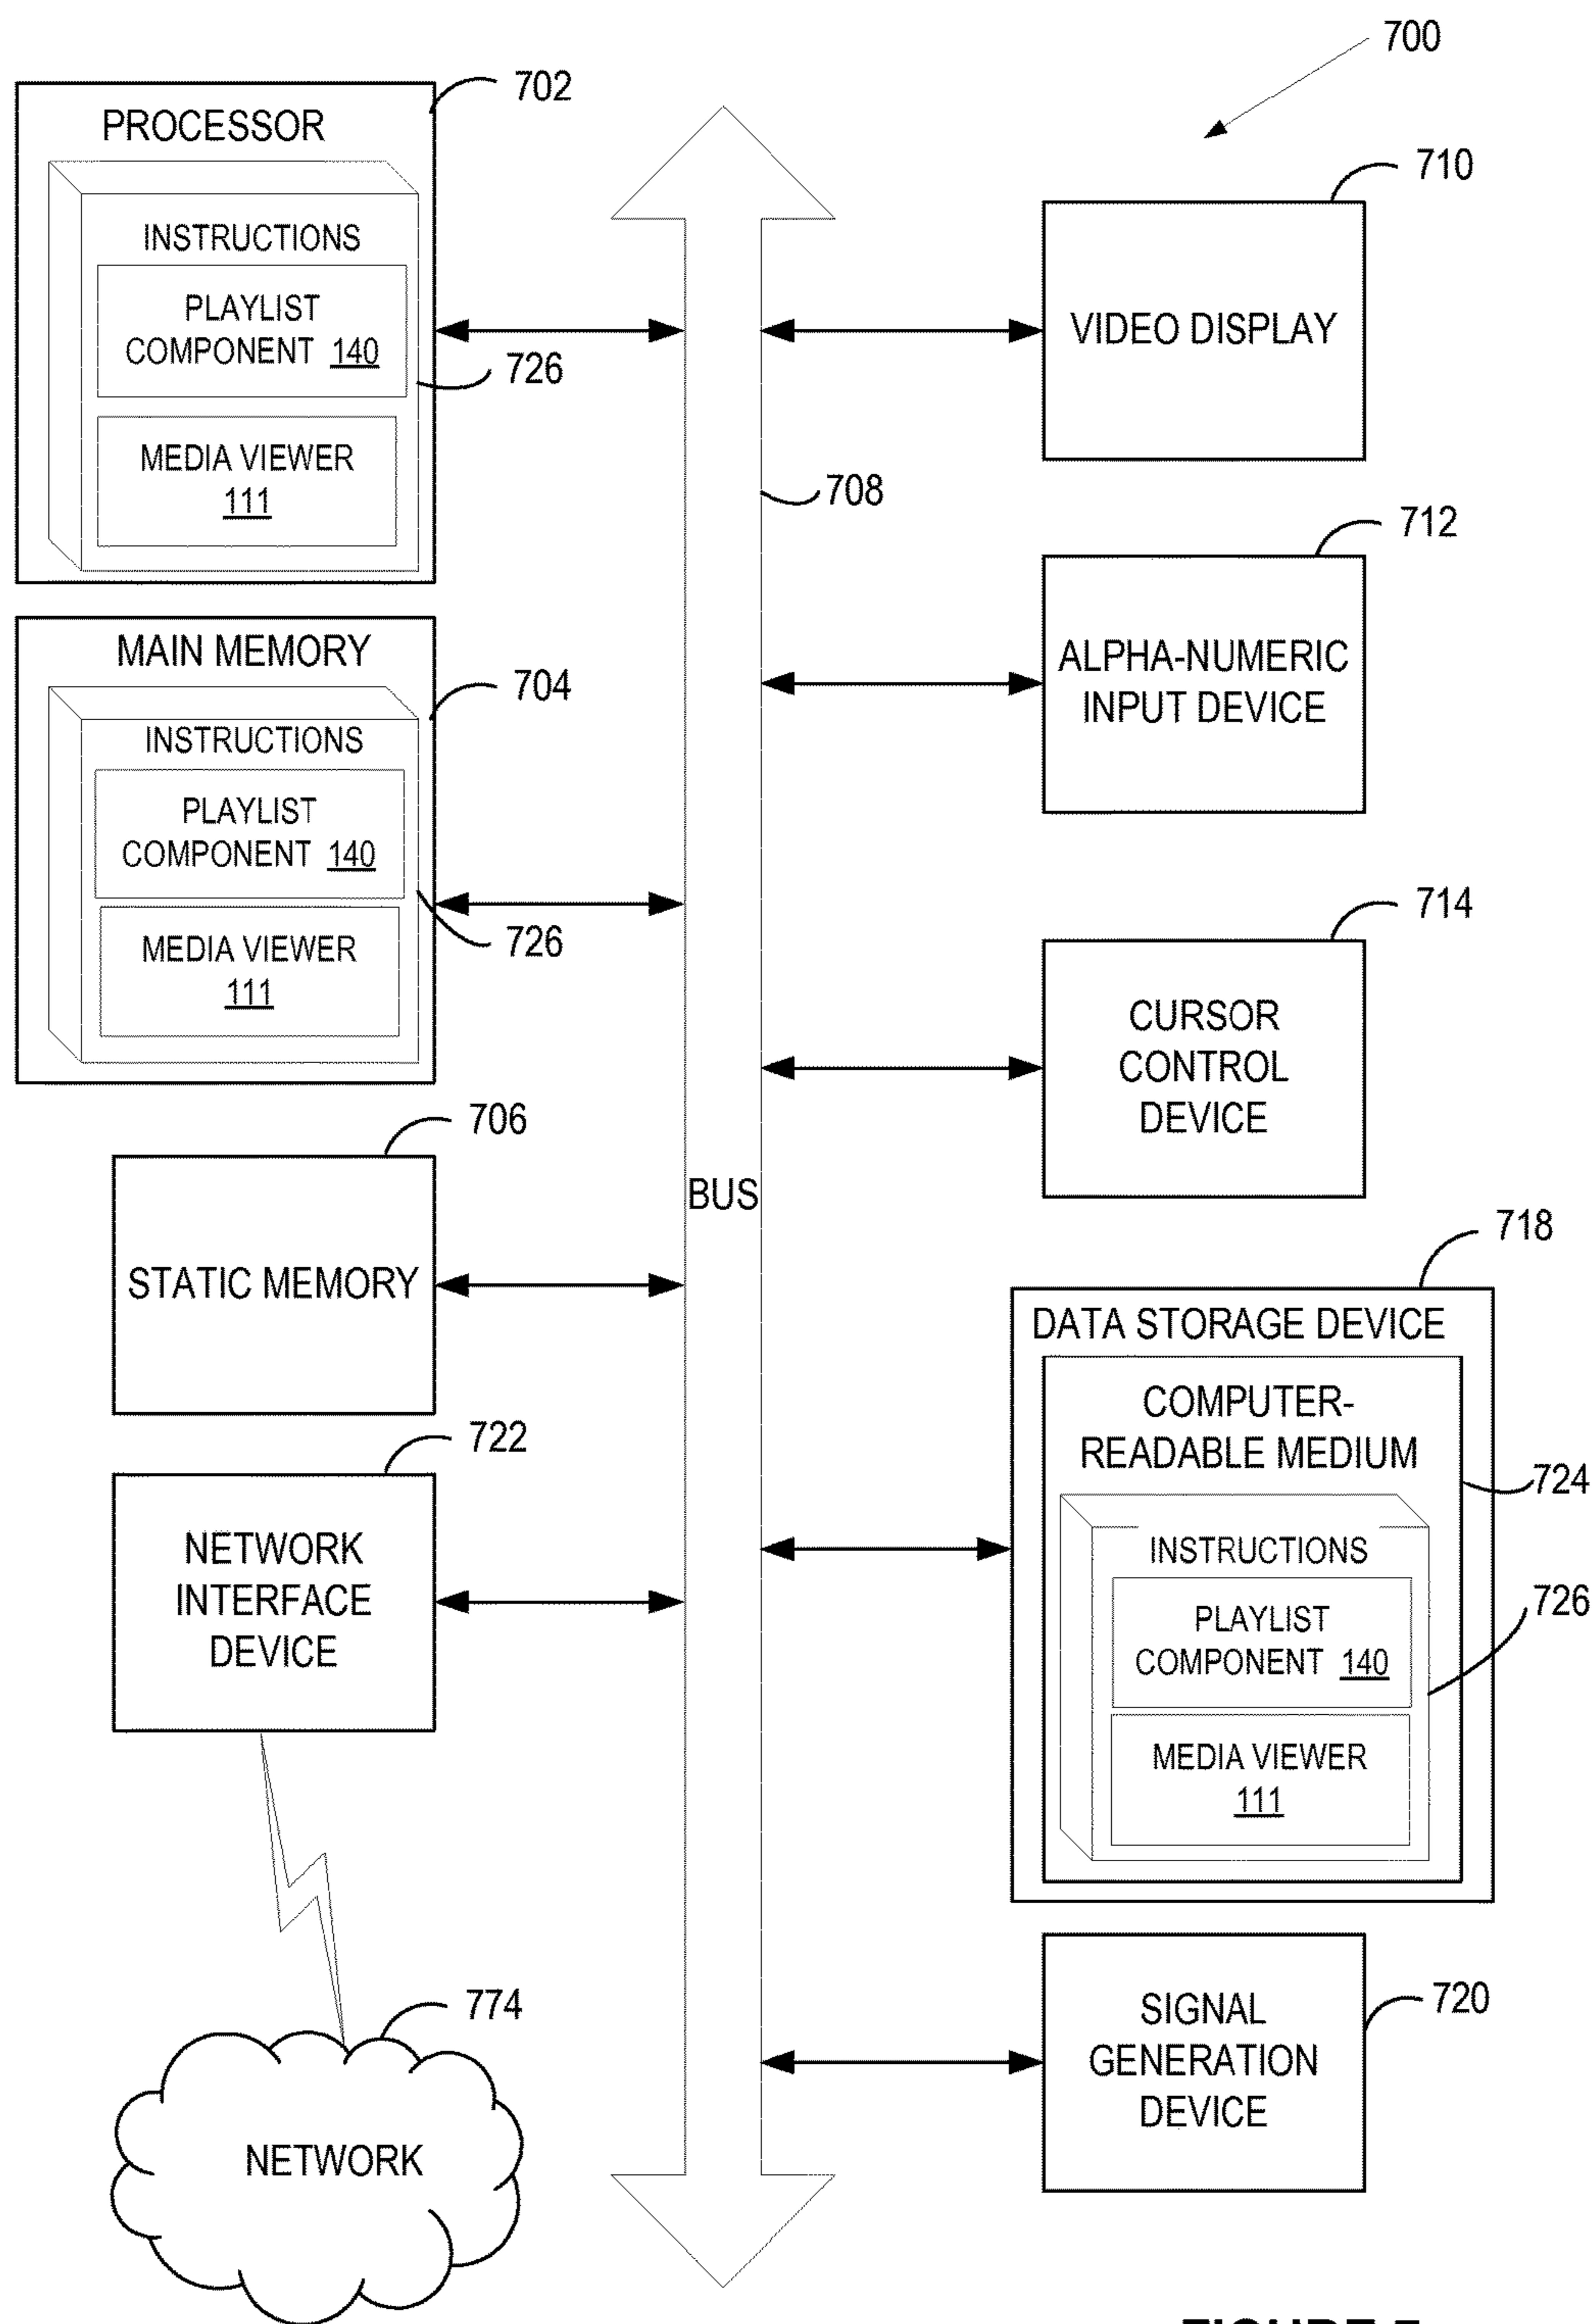 700
702
PROCESSOR
INSTRUCTIONS
PLAYLIST
COMPONENT 140
726
MEDIA VIEWER
111
MAIN MEMORY
704
INSTRUCTIONS
PLAYLIST
COMPONENT 140
726
MEDIA VIEWER
111
706
STATIC MEMORY
722
NETWORK
INTERFACE
DEVICE
774
NETWORK
708
BUS
710
VIDEO DISPLAY
712
ALPHA-NUMERIC
INPUT DEVICE
714
CURSOR
CONTROL
DEVICE
718
DATA STORAGE DEVICE
COMPUTER-
READABLE MEDIUM
724
INSTRUCTIONS
PLAYLIST
COMPONENT 140
726
MEDIA VIEWER
111
720
SIGNAL
GENERATION
DEVICE